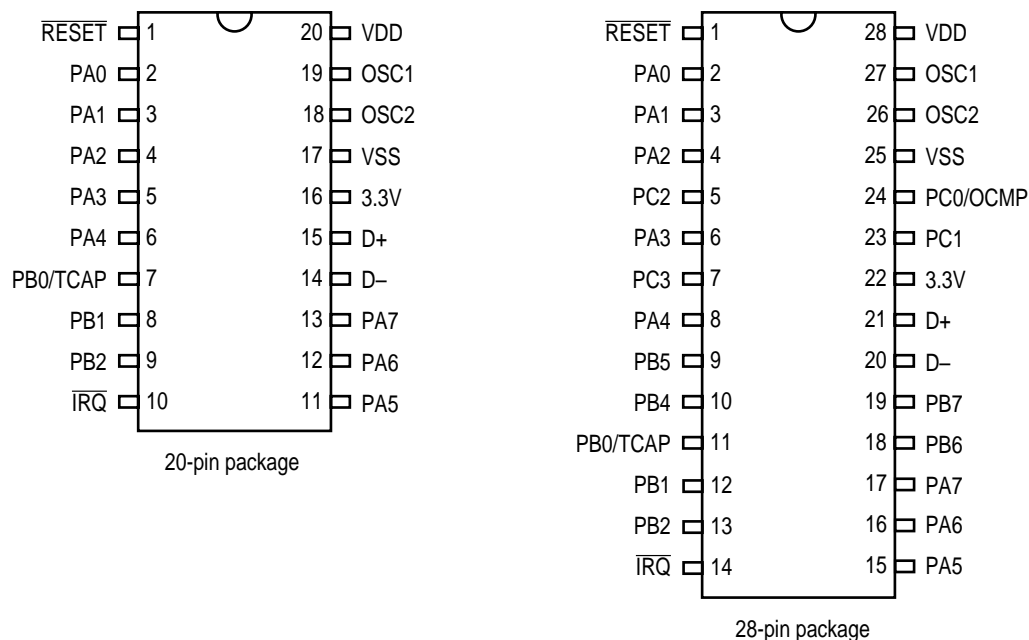 RESET 1 20 VDD
PA0 2 19 OSC1
PA1 3 18 OSC2
PA2 4 17 VSS
PA3 5 16 3.3V
PA4 6 15 D+
PB0/TCAP 7 14 D–
PB1 8 13 PA7
PB2 9 12 PA6
IRQ 10 11 PA5
20-pin package
RESET 1 28 VDD
PA0 2 27 OSC1
PA1 3 26 OSC2
PA2 4 25 VSS
PC2 5 24 PC0/OCMP
PA3 6 23 PC1
PC3 7 22 3.3V
PA4 8 21 D+
PB5 9 20 D–
PB4 10 19 PB7
PB0/TCAP 11 18 PB6
PB1 12 17 PA7
PB2 13 16 PA6
IRQ 14 15 PA5
28-pin package